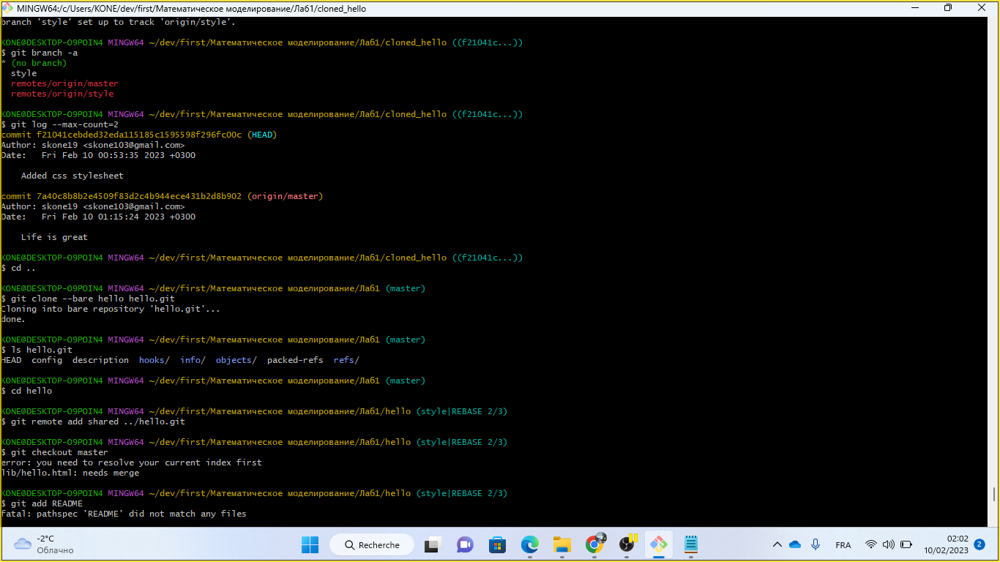 MINGW64:/c/Users/KONE/dev/first/Математическое моделирование/Лаб1/cloned_hello
branch 'style' set up to track 'origin/style'.
KONE@DESKTOP-O9POIN4 MINGW64 ~/dev/first/Математическое моделирование/Лаб1/cloned_hello ((f21041c...))
$ git branch -a
* (no branch)
style
remotes/origin/master
remotes/origin/style
KONE@DESKTOP-O9POIN4 MINGW64 ~/dev/first/Математическое моделирование/Лаб1/cloned_hello ((f21041c...))
$ git log --max-count=2
commit f21041cebded32eda115185c1595598f296fc00c (HEAD)
Author: skone19 <skone103@gmail.com>
Date:   Fri Feb 10 00:53:35 2023 +0300
Added css stylesheet
commit 7a40c8b8b2e4509f83d2c4b944ece431b2d8b902 (origin/master)
Author: skone19 <skone103@gmail.com>
Date:   Fri Feb 10 01:15:24 2023 +0300
Life is great
KONE@DESKTOP-O9POIN4 MINGW64 ~/dev/first/Математическое моделирование/Лаб1/cloned_hello ((f21041c...))
$ cd ..
KONE@DESKTOP-O9POIN4 MINGW64 ~/dev/first/Математическое моделирование/Лаб1 (master)
$ git clone --bare hello hello.git
Cloning into bare repository 'hello.git'...
done.
KONE@DESKTOP-O9POIN4 MINGW64 ~/dev/first/Математическое моделирование/Лаб1 (master)
$ ls hello.git
HEAD  config  description  hooks/  info/  objects/  packed-refs  refs/
KONE@DESKTOP-O9POIN4 MINGW64 ~/dev/first/Математическое моделирование/Лаб1 (master)
$ cd hello
KONE@DESKTOP-O9POIN4 MINGW64 ~/dev/first/Математическое моделирование/Лаб1/hello (style|REBASE 2/3)
$ git remote add shared ../hello.git
KONE@DESKTOP-O9POIN4 MINGW64 ~/dev/first/Математическое моделирование/Лаб1/hello (style|REBASE 2/3)
$ git checkout master
error: you need to resolve your current index first
lib/hello.html: needs merge
KONE@DESKTOP-O9POIN4 MINGW64 ~/dev/first/Математическое моделирование/Лаб1/hello (style|REBASE 2/3)
$ git add README
fatal: pathspec 'README' did not match any files
-2°C
Облачно
Recherche
FRA
02:02
10/02/2023
2